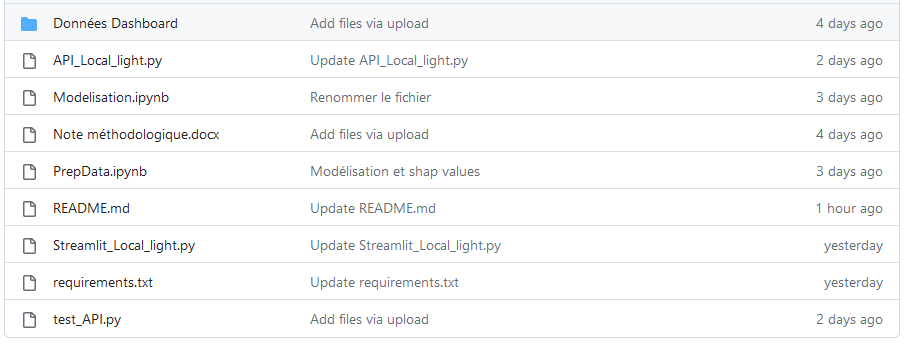 Données Dashboard Add files via upload 4 days ago
API_Local_light.py Update API_Local_light.py 2 days ago
Modelisation.ipynb Renommer le fichier 3 days ago
Note méthodologique.docx Add files via upload 4 days ago
PrepData.ipynb Modélisation et shap values 3 days ago
README.md Update README.md 1 hour ago
Streamlit_Local_light.py Update Streamlit_Local_light.py yesterday
requirements.txt Update requirements.txt yesterday
test_API.py Add files via upload 2 days ago